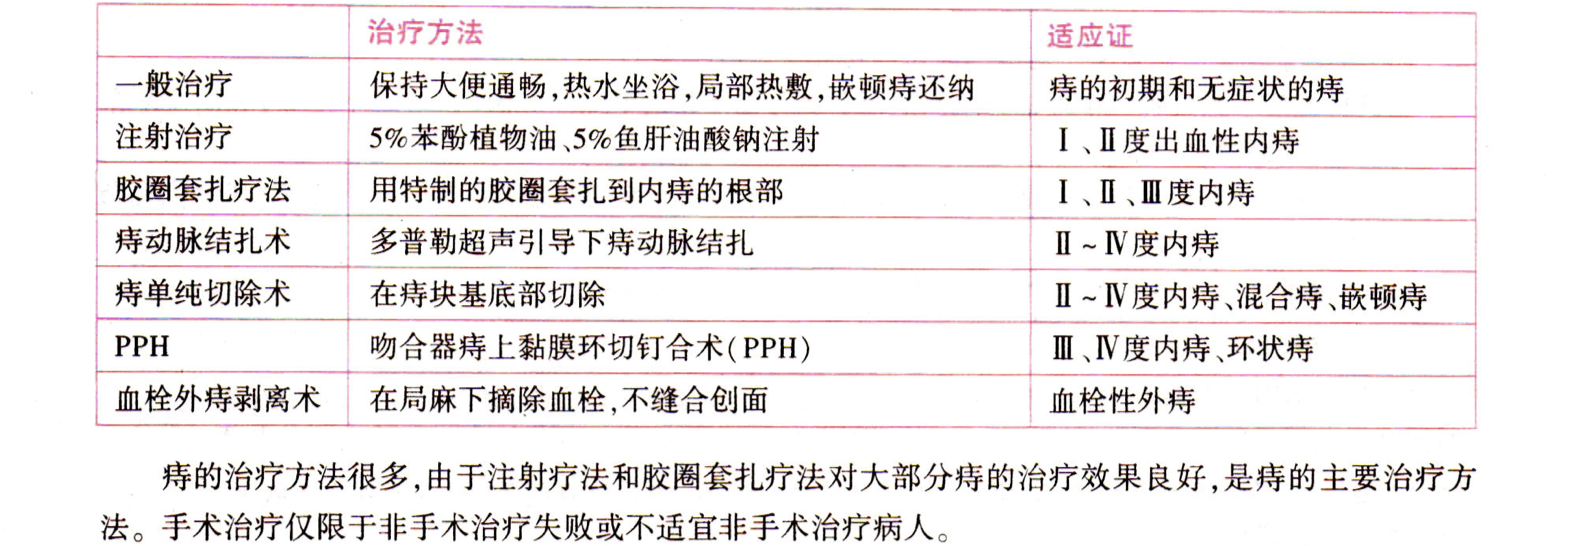 治疗方法 适应证
一般治疗 保持大便通畅,热水坐浴,局部热敷,嵌顿痔还纳 痔的初期和无症状的痔
注射治疗 5%苯酚植物油、5%鱼肝油酸钠注射 Ⅰ、Ⅱ度出血性内痔
胶圈套扎疗法 用特制的胶圈套扎到内痔的根部 Ⅰ、Ⅱ、Ⅲ度内痔
痔动脉结扎术 多普勒超声引导下痔动脉结扎 Ⅱ~Ⅳ度内痔
痔单纯切除术 在痔块基底部切除 Ⅱ~Ⅳ度内痔、混合痔、嵌顿痔
PPH 吻合器痔上黏膜环切钉合术(PPH) Ⅲ、Ⅳ度内痔、环状痔
血栓外痔剥离术 在局麻下摘除血栓,不缝合创面 血栓性外痔
痔的治疗方法很多,由于注射疗法和胶圈套扎疗法对大部分痔的治疗效果良好,是痔的主要治疗方
法。手术治疗仅限于非手术治疗失败或不适宜非手术治疗病人。